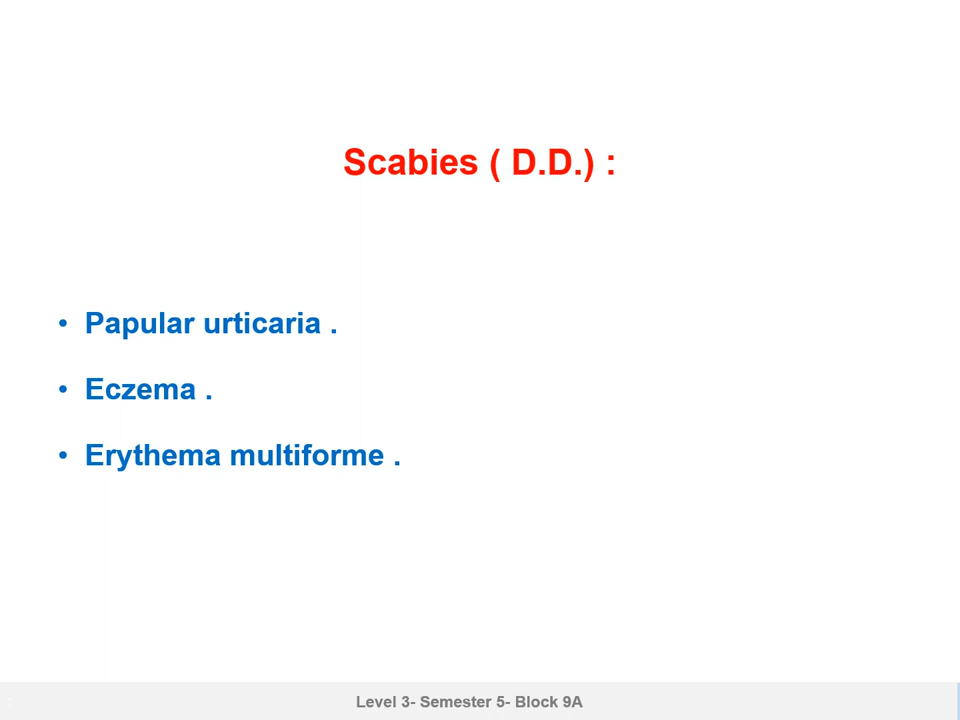 Scabies ( D.D.) :
• Papular urticaria .
• Eczema .
• Erythema multiforme .
Level 3- Semester 5- Block 9A